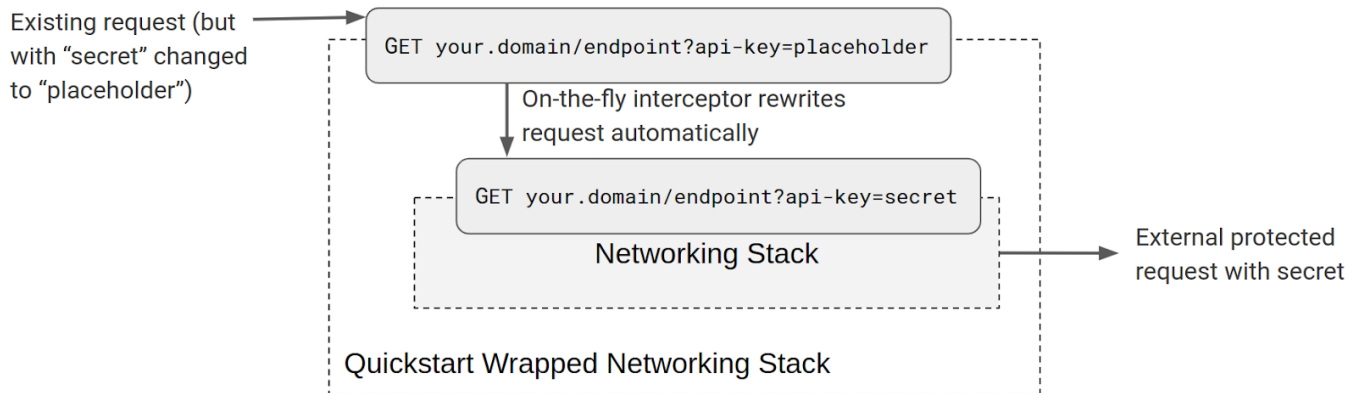 Existing request (but
with “secret” changed
to “placeholder”)
GET your.domain/endpoint?api-key=placeholder
On-the-fly interceptor rewrites
request automatically
GET your.domain/endpoint?api-key=secret
Networking Stack
External protected
request with secret
Quickstart Wrapped Networking Stack